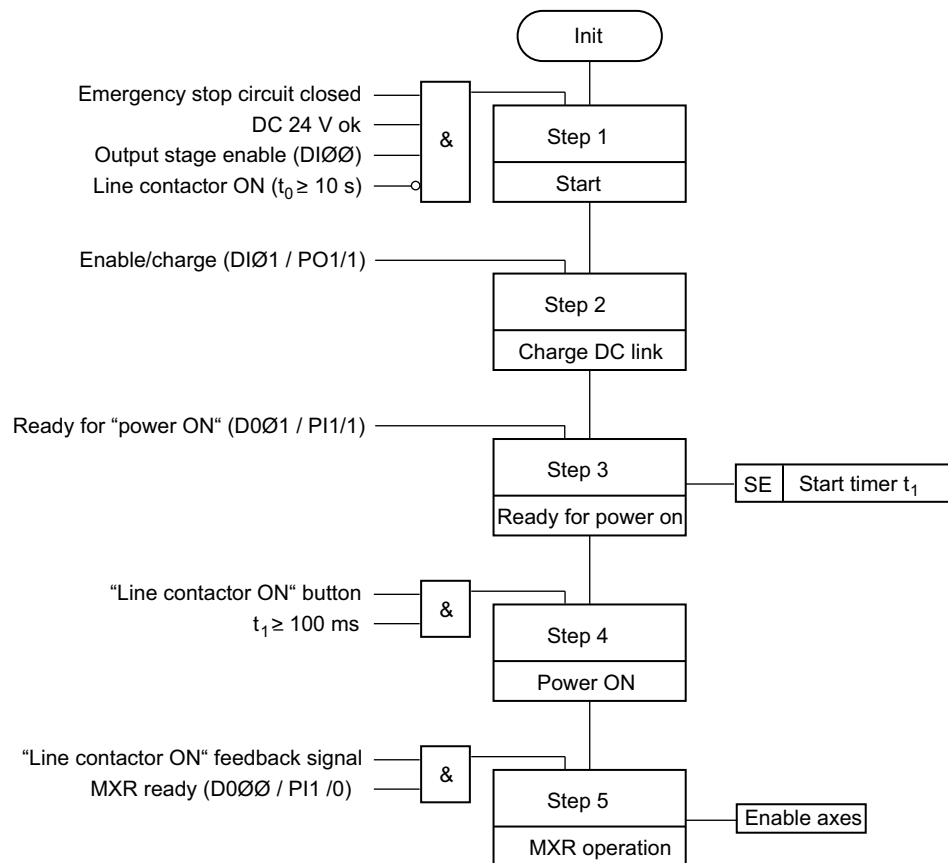 Init
Emergency stop circuit closed
DC 24 V ok
Output stage enable (DIØØ)
Line contactor ON (t0 ≥ 10 s)
&
Step 1
Start
Enable/charge (DIØ1 / PO1/1)
Step 2
Charge DC link
Ready for “power ON“ (D0Ø1 / PI1/1)
Step 3
Ready for power on
SE
Start timer t1
“Line contactor ON“ button
t1 ≥ 100 ms
&
Step 4
Power ON
“Line contactor ON“ feedback signal
MXR ready (D0ØØ / PI1 /0)
&
Step 5
MXR operation
Enable axes